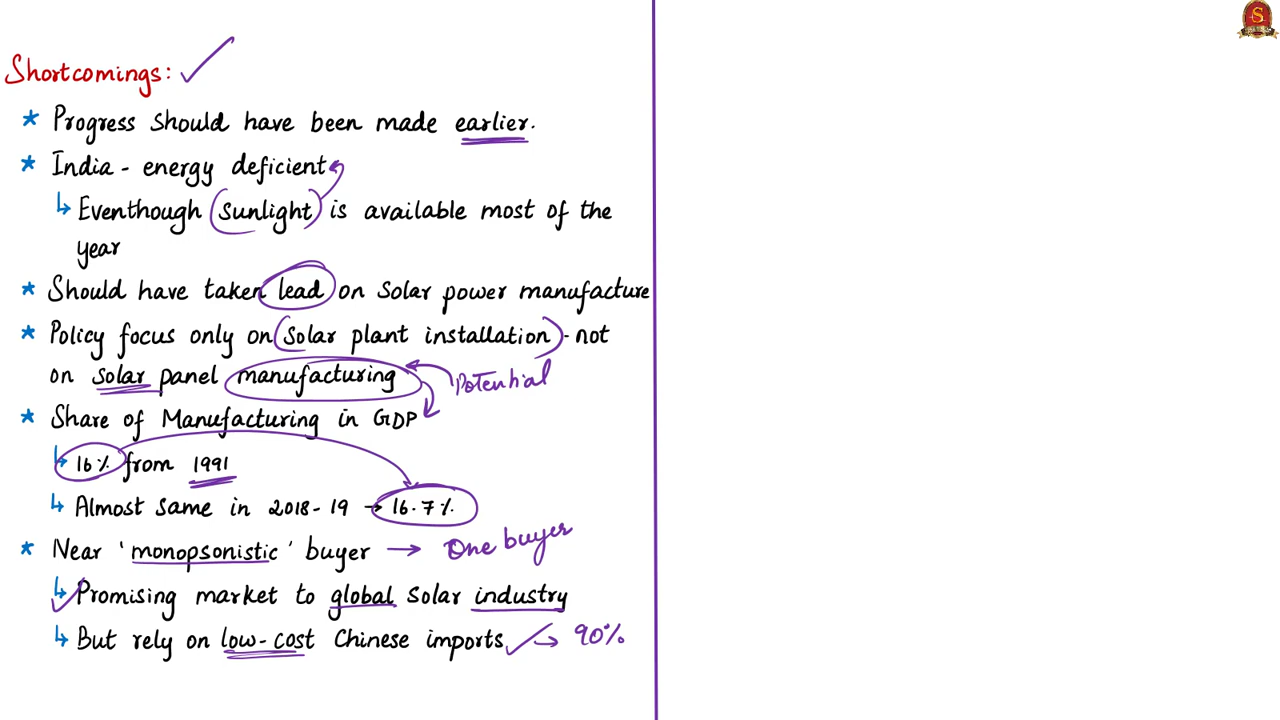 Shortcomings:
* Progress should have been made earlier.
* India - energy deficient
↳ Eventhough (sunlight) is available most of the
year
* Should have taken lead on Solar power manufacture
* Policy focus only on (Solar plant installation) - not
on solar panel manufacturing Potential
* Share of Manufacturing in GDP
↳ 16% from 1991
↳ Almost same in 2018-19 → 16.7%
* Near 'monopsonistic' buyer → One buyer
↳ Promising market to global solar industry
↳ But rely on low-cost Chinese imports → 90%
S